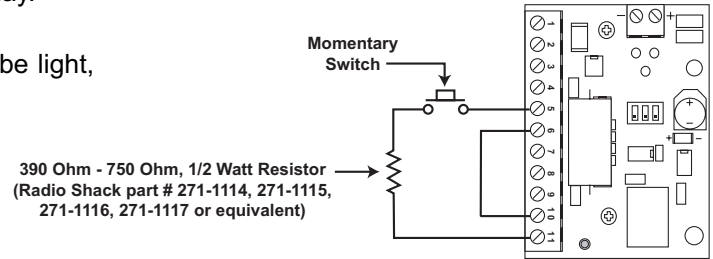 ay.
be light,
Momentary
Switch
390 Ohm - 750 Ohm, 1/2 Watt Resistor
(Radio Shack part # 271-1114, 271-1115,
271-1116, 271-1117 or equivalent)
- +
1
2
3
4
5
6
7
8
9
10
11
+
-
+ -